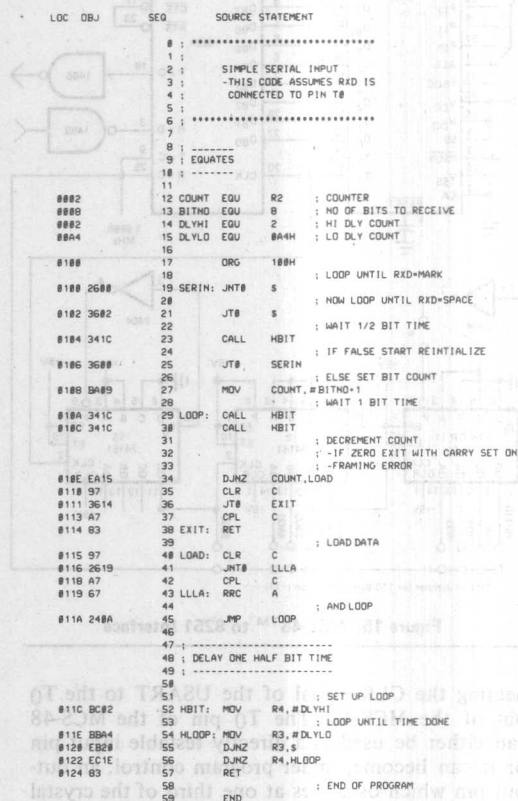 LOC OBJ SEQ SOURCE STATEMENT
0 ; ***********************************
1 ;
2 ; SIMPLE SERIAL INPUT
3 ; -THIS CODE ASSUMES RXD IS
4 ; CONNECTED TO PIN T0
5 ;
6 ; ***********************************
7
8 ; -------
9 ; EQUATES
10 ; -------
11
0002 12 COUNT EQU R2 ; COUNTER
0008 13 BITNO EQU 8 ; NO OF BITS TO RECEIVE
0002 14 DLYHI EQU 2 ; HI DLY COUNT
00A4 15 DLYLO EQU 0A4H ; LO DLY COUNT
16
0100 17 ORG 100H
18 ; LOOP UNTIL RXD=MARK
0100 2600 19 SERIN: JNT0 $
20 ; NOW LOOP UNTIL RXD=SPACE
0102 3602 21 JT0 $
22 ; WAIT 1/2 BIT TIME
0104 341C 23 CALL HBIT
24 ; IF FALSE START REINTIALIZE
0106 3600 25 JT0 SERIN
26 ; ELSE SET BIT COUNT
0108 BA09 27 MOV COUNT,#BITNO+1
28 ; WAIT 1 BIT TIME
010A 341C 29 LOOP: CALL HBIT
010C 341C 30 CALL HBIT
31 ; DECREMENT COUNT
32 ; -IF ZERO EXIT WITH CARRY SET ON
33 ; -FRAMING ERROR
010E EA15 34 DJNZ COUNT,LOAD
0110 97 35 CLR C
0111 3614 36 JT0 EXIT
0113 A7 37 CPL C
0114 83 38 EXIT: RET
39 ; LOAD DATA
0115 97 40 LOAD: CLR C
0116 2619 41 JNT0 LLLA
0118 A7 42 CPL C
0119 67 43 LLLA: RRC A
44 ; AND LOOP
011A 240A 45 JMP LOOP
46
47 ; -------------------------
48 ; DELAY ONE HALF BIT TIME
49 ; -------------------------
50
51 ; SET UP LOOP
011C BC02 52 HBIT: MOV R4,#DLYHI
53 ; LOOP UNTIL TIME DONE
011E BBA4 54 HLOOP: MOV R3,#DLYLO
0120 EB20 55 DJNZ R3,$
0122 EC1E 56 DJNZ R4,HLOOP
0124 83 57 RET
58 ; END OF PROGRAM
59 END